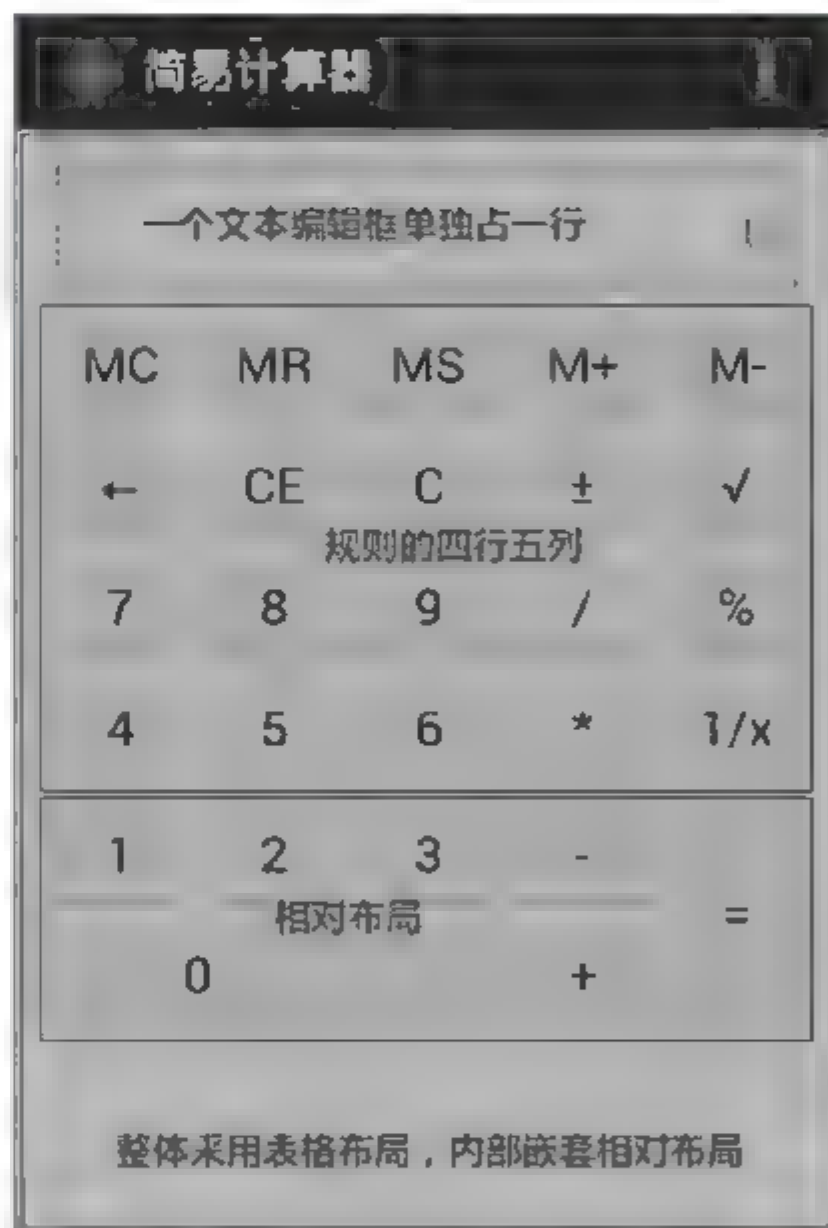 简易计算器
一个文本编辑框单独占一行
MC MR MS M+ M-
← CE C ± √
规则的四行五列
7 8 9 / %
4 5 6 * 1/x
1 2 3 -
相对布局 =
0 +
整体采用表格布局，内部嵌套相对布局